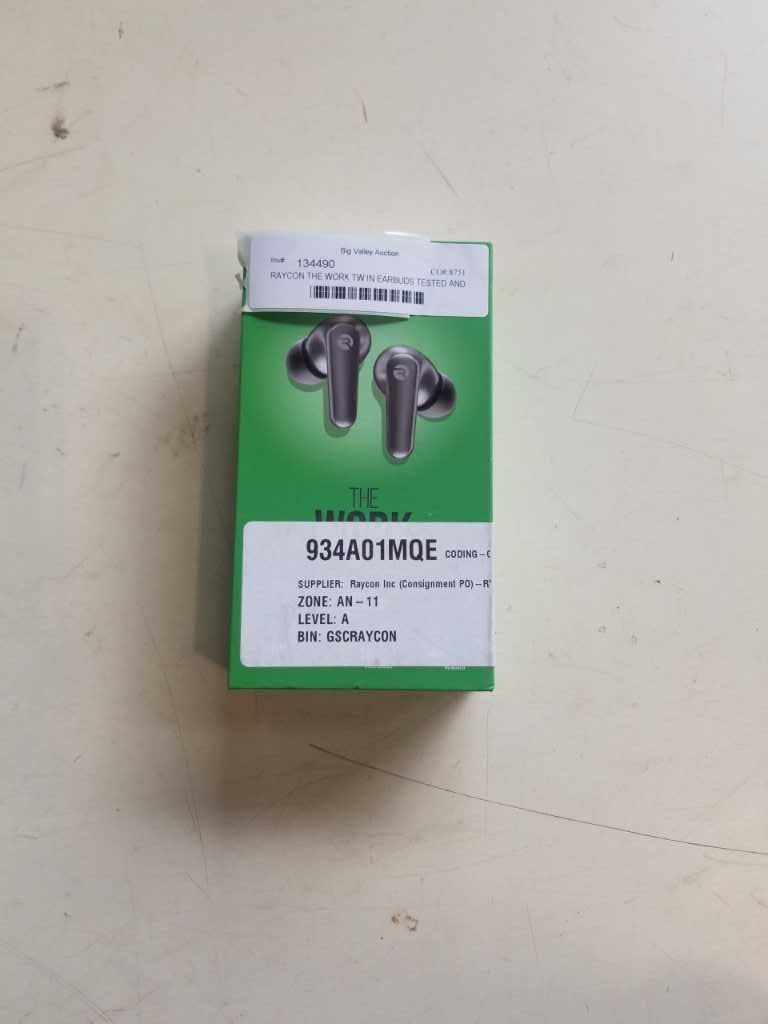 Big Valley Auction
Inv# 134490 CO#:8751
RAYCON THE WORK TW IN EARBUDS TESTED AND
THE
WORK
934A01MQE CODING – C
SUPPLIER: Raycon Inc (Consignment PO) – R
ZONE: AN – 11
LEVEL: A
BIN: GSCRAYCON